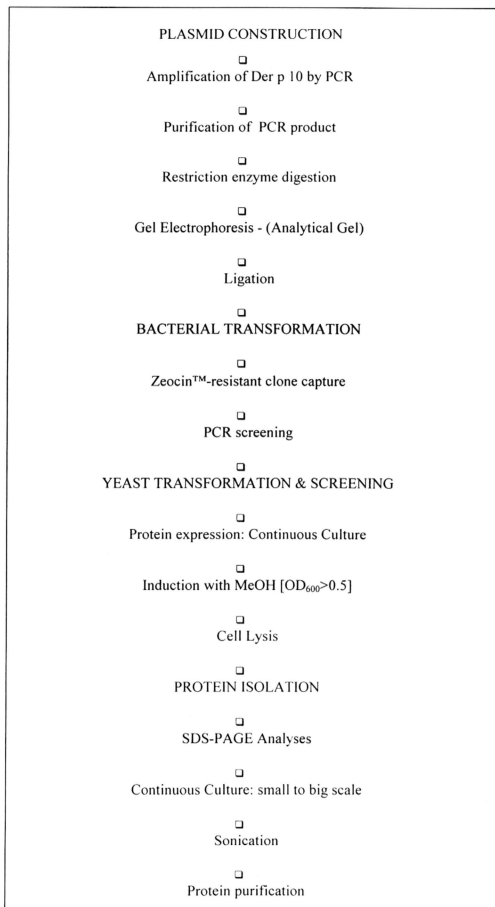 PLASMID CONSTRUCTION
❑
Amplification of Der p 10 by PCR
❑
Purification of PCR product
❑
Restriction enzyme digestion
❑
Gel Electrophoresis - (Analytical Gel)
❑
Ligation
❑
BACTERIAL TRANSFORMATION
❑
Zeocin™-resistant clone capture
❑
PCR screening
❑
YEAST TRANSFORMATION & SCREENING
❑
Protein expression: Continuous Culture
❑
Induction with MeOH [OD₆₀₀>0.5]
❑
Cell Lysis
❑
PROTEIN ISOLATION
❑
SDS-PAGE Analyses
❑
Continuous Culture: small to big scale
❑
Sonication
❑
Protein purification